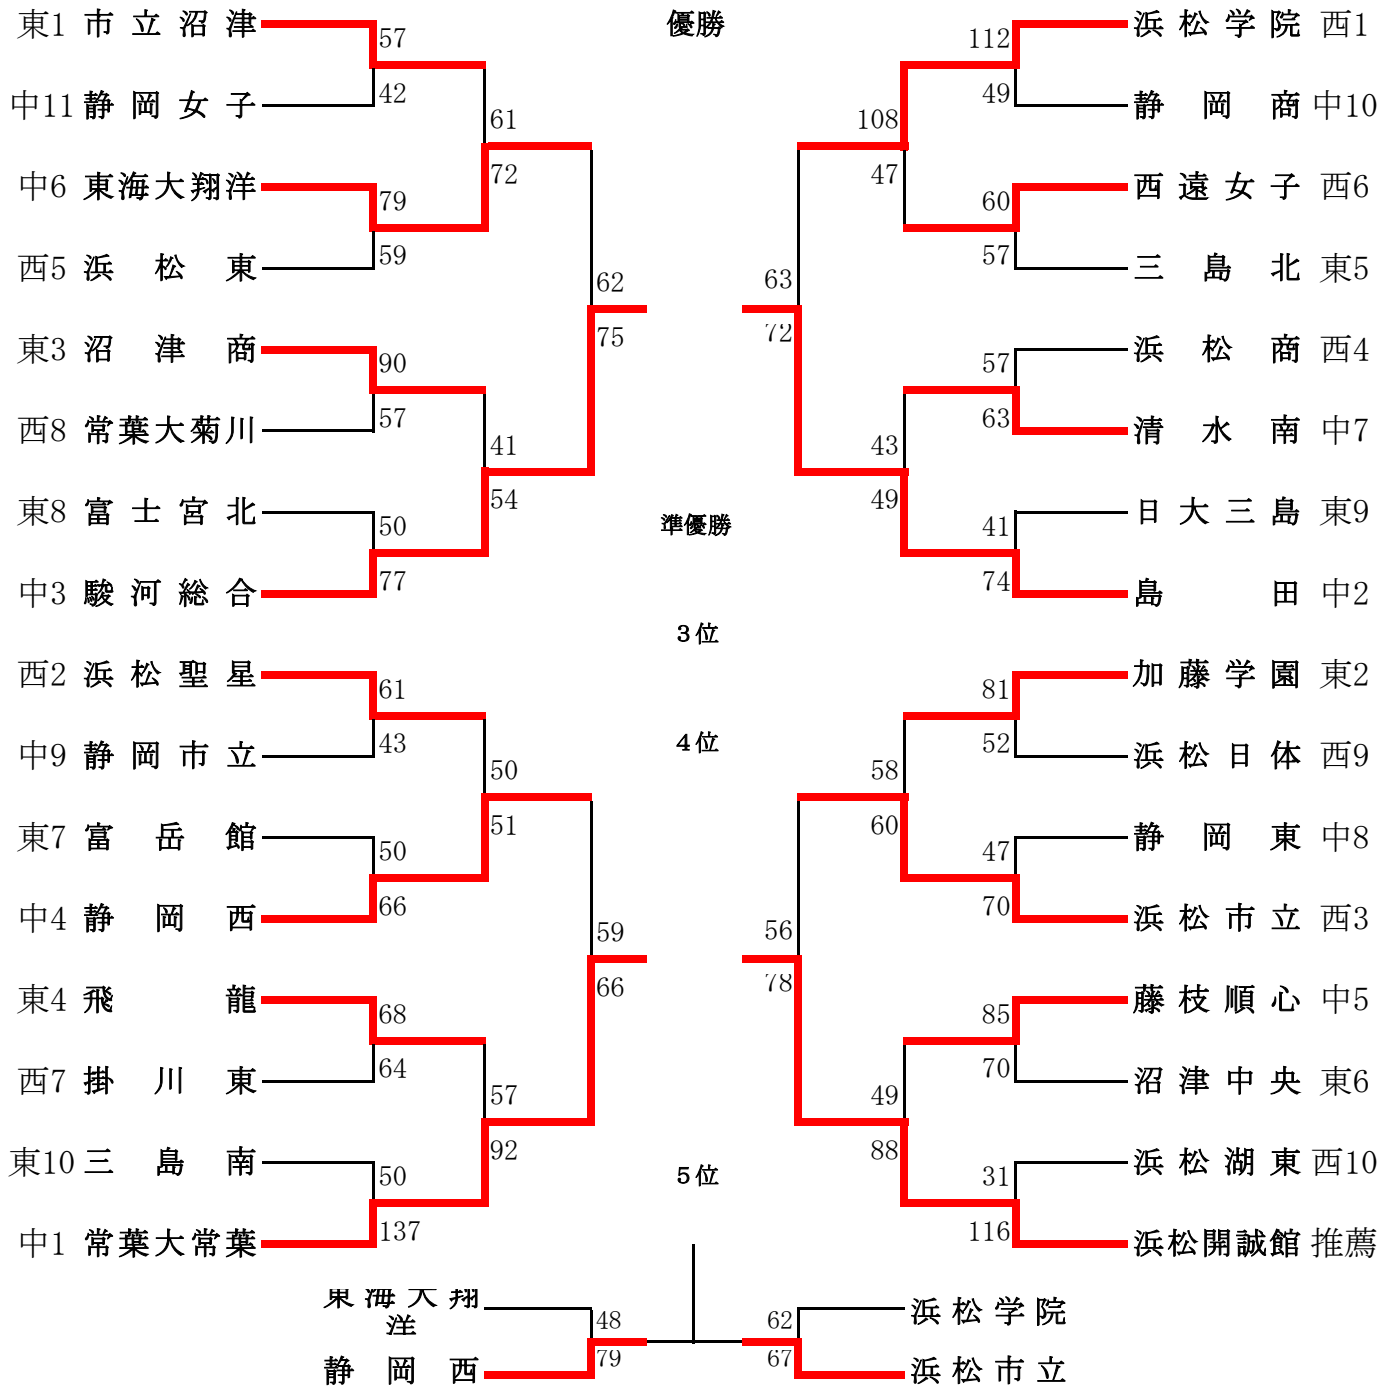 東1 市立沼津 57 優勝 112 浜松学院 西1
中11 静岡女子 42 49 静岡商 中10
61 108
中6 東海大翔洋 79 72 47 60 西遠女子 西6
西5 浜松東 59 57 三島北 東5
62 63
東3 沼津商 90 75 72 57 浜松商 西4
西8 常葉大菊川 57 63 清水南 中7
41 43
東8 富士宮北 50 54 準優勝 49 41 日大三島 東9
中3 駿河総合 77 74 島田 中2
3位
西2 浜松聖星 61 81 加藤学園 東2
中9 静岡市立 43 4位 52 浜松日体 西9
50 58
東7 富岳館 50 51 60 47 静岡東 中8
中4 静岡西 66 70 浜松市立 西3
59 56
東4 飛龍 68 66 78 85 藤枝順心 中5
西7 掛川東 64 70 沼津中央 東6
57 49
東10 三島南 50 92 5位 88 31 浜松湖東 西10
中1 常葉大常葉 137 116 浜松開誠館 推薦
東海大翔
洋 48 62 浜松学院
静岡西 79 67 浜松市立